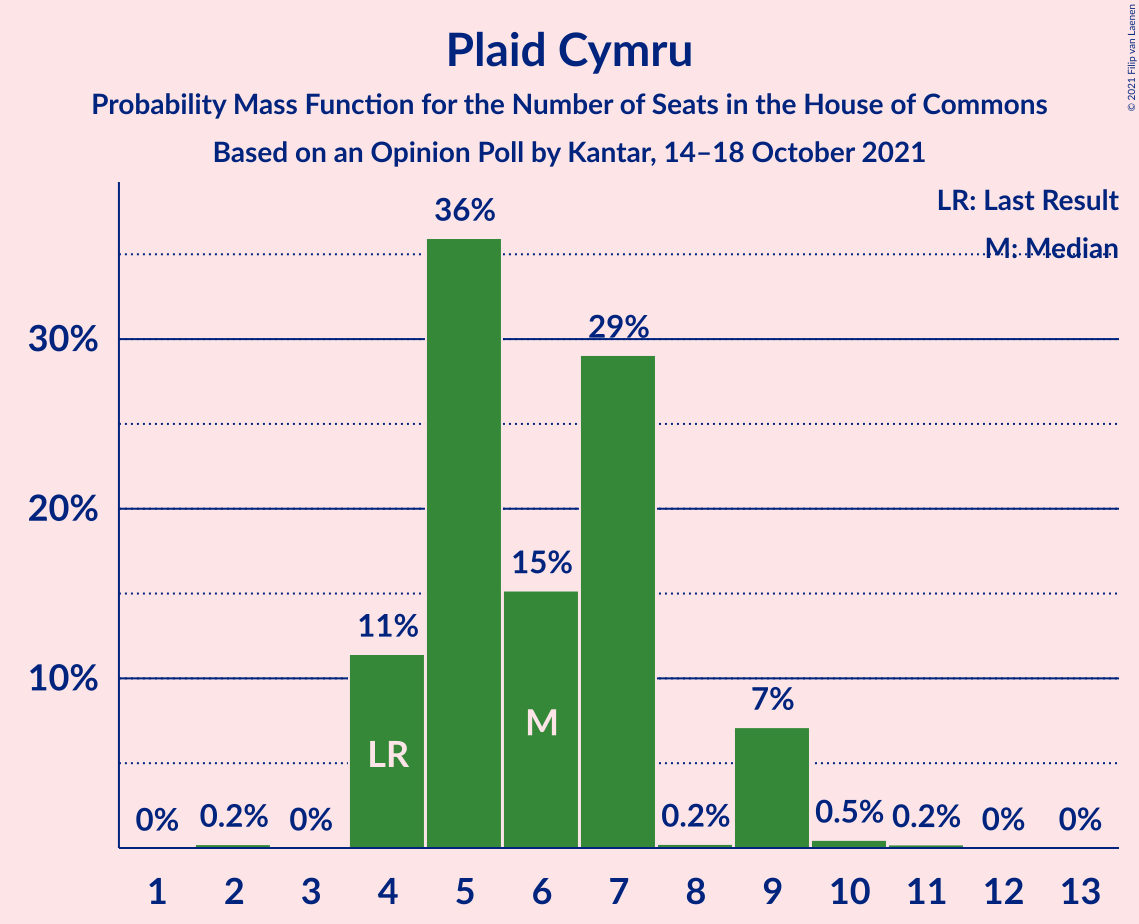 Plaid Cymru
Probability Mass Function for the Number of Seats in the House of Commons
Based on an Opinion Poll by Kantar, 14–18 October 2021
© 2021 Filip van Laenen
LR: Last Result
M: Median
30%
20%
10%
0%
0.2%
0%
11%
36%
15%
29%
0.2%
7%
0.5%
0.2%
0%
0%
LR
M
1 2 3 4 5 6 7 8 9 10 11 12 13